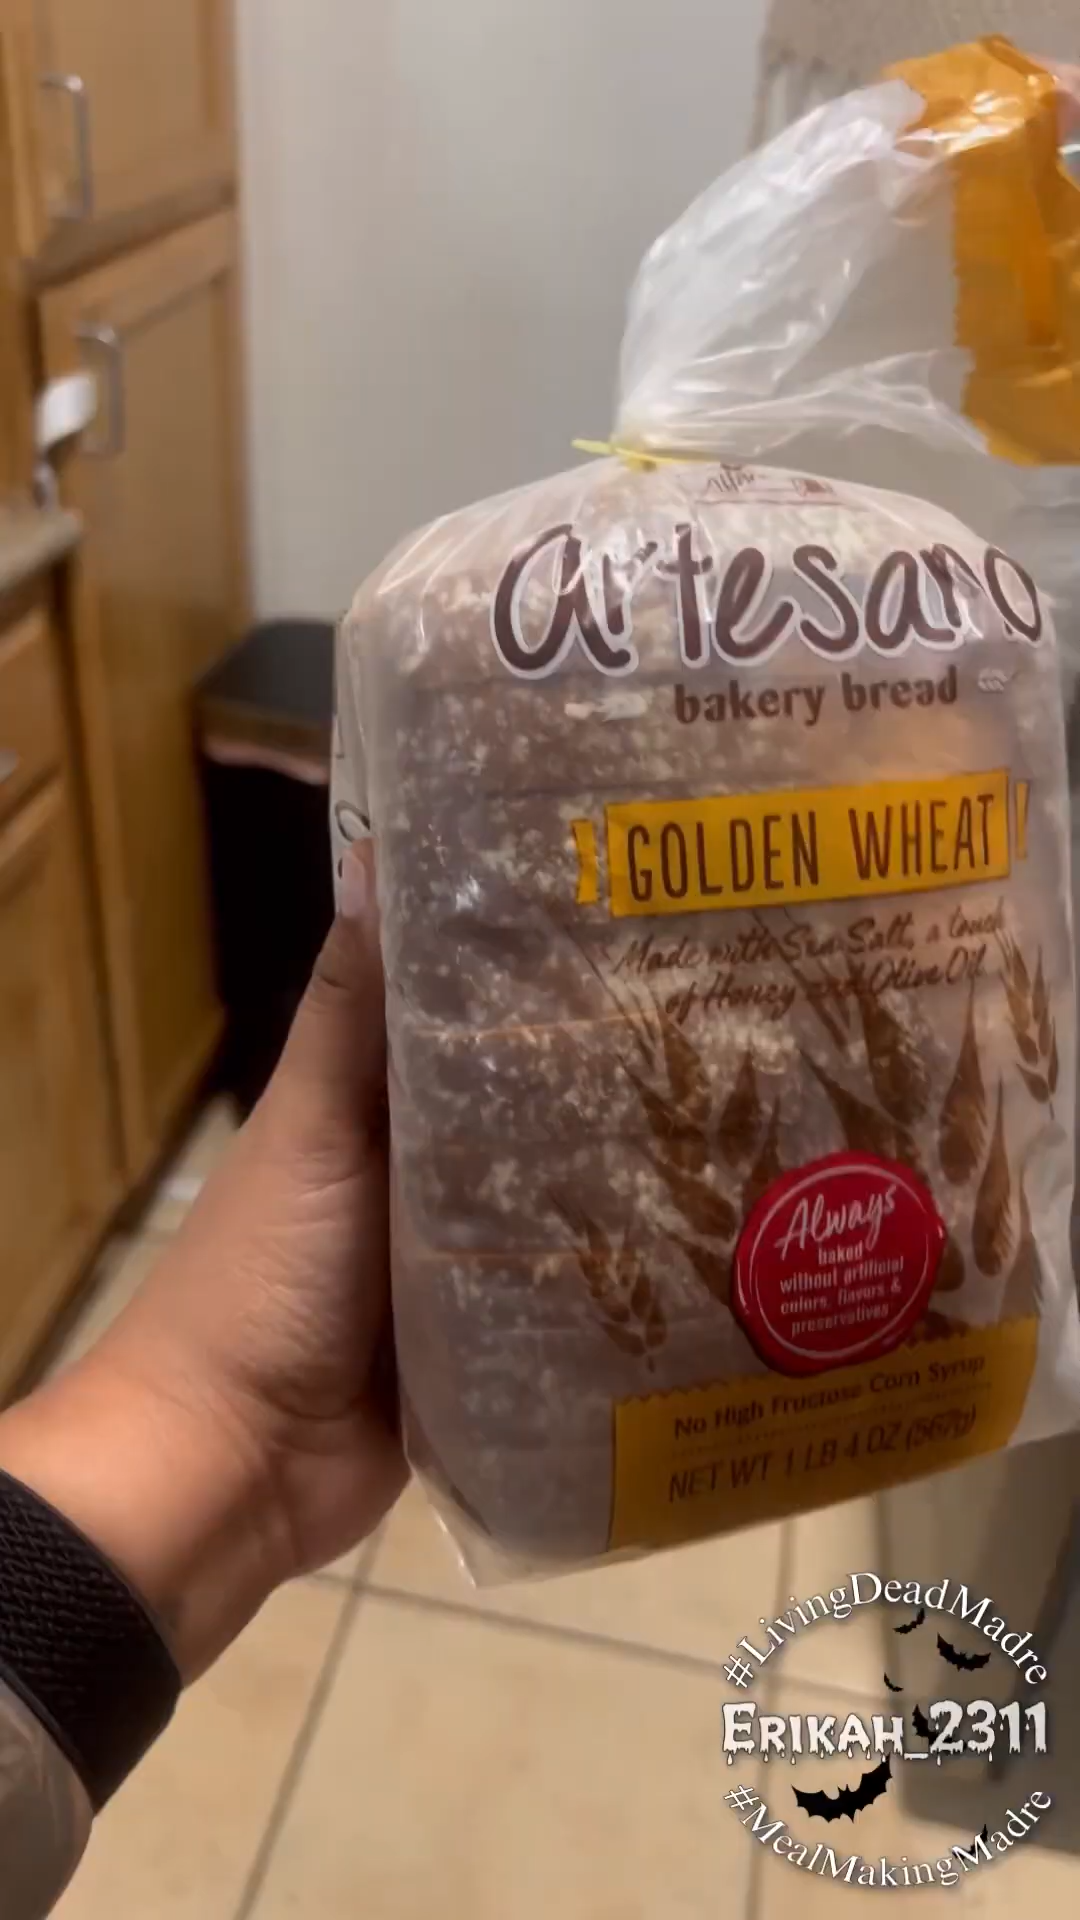 artesano
bakery bread
GOLDEN WHEAT
Made with Sea Salt, a touch
of Honey and Olive Oil
Always
baked
without artificial
colors, flavors &
preservatives
No High Fructose Corn Syrup
NET WT 1 LB 4 OZ (567g)
#LivingDeadMadre
ERIKAH_2311
#MealMakingMadre